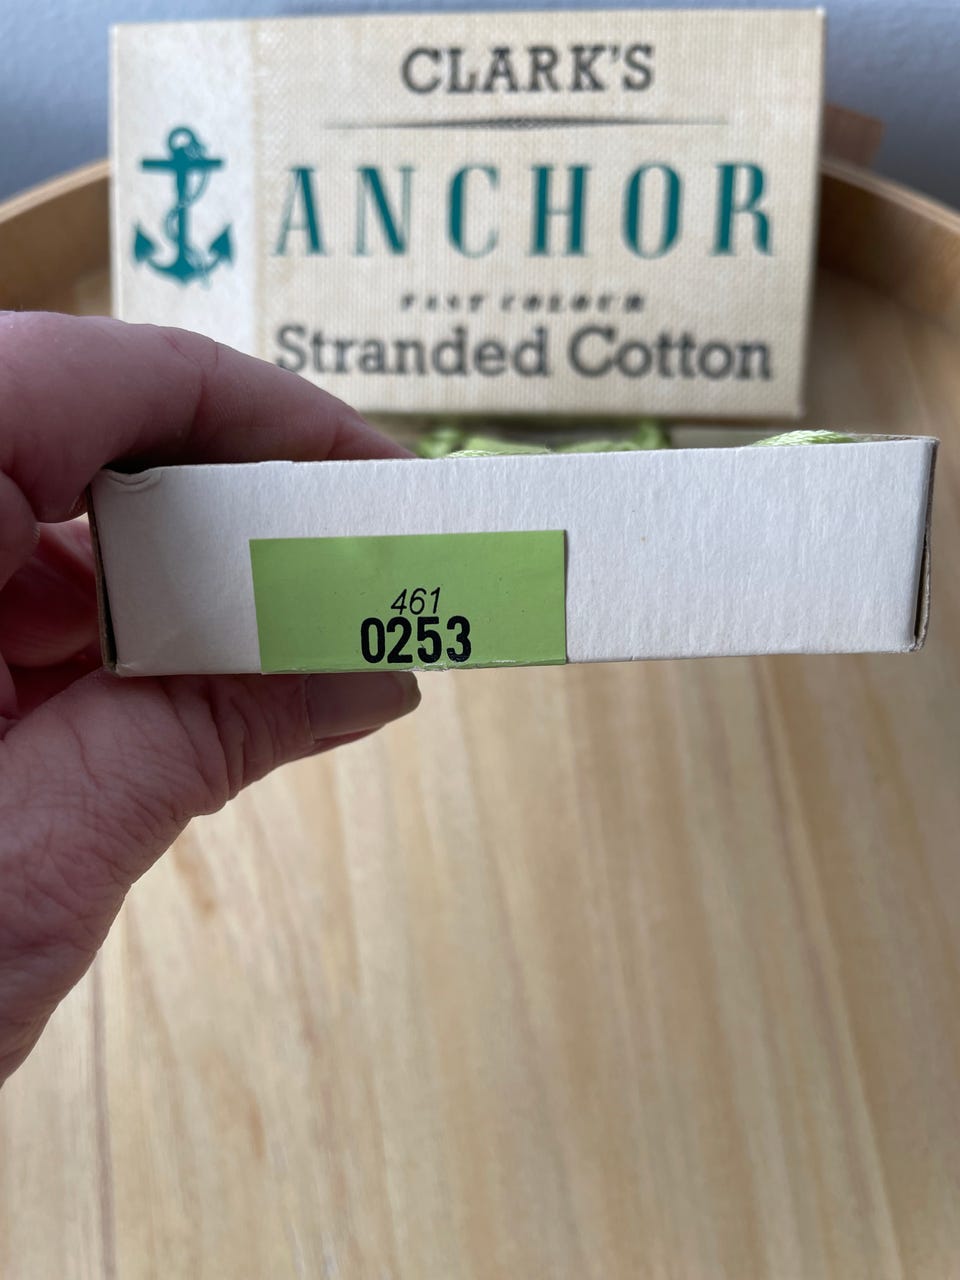 CLARK'S
ANCHOR
FAST COLOUR
Stranded Cotton
461
0253